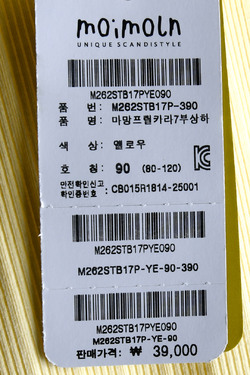 moimoln
UNIQUE SCANDISTYLE
M262STB17PYE090
품 번: M262STB17P-390
품 명: 마망프릴카라7부상하
색 상: 옐로우
호 칭: 90 (80-120)
안전확인신고
확인증번호 : CB015R1814-25001
M262STB17PYE090
M262STB17P-YE-90-390
M262STB17PYE090
M262STB17P-YE-90
판매가격: ₩ 39,000